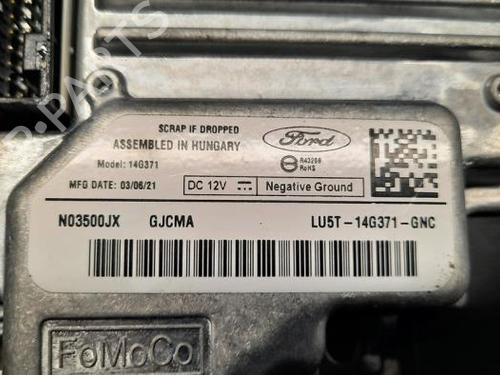 SCRAP IF DROPPED
ASSEMBLED IN HUNGARY
Ford
Model: 14G371
RoHS
MFG DATE: 03/06/21
DC 12V
Negative Ground
N03500JX GJCMA LU5T-14G371-GNC
FoMoCo